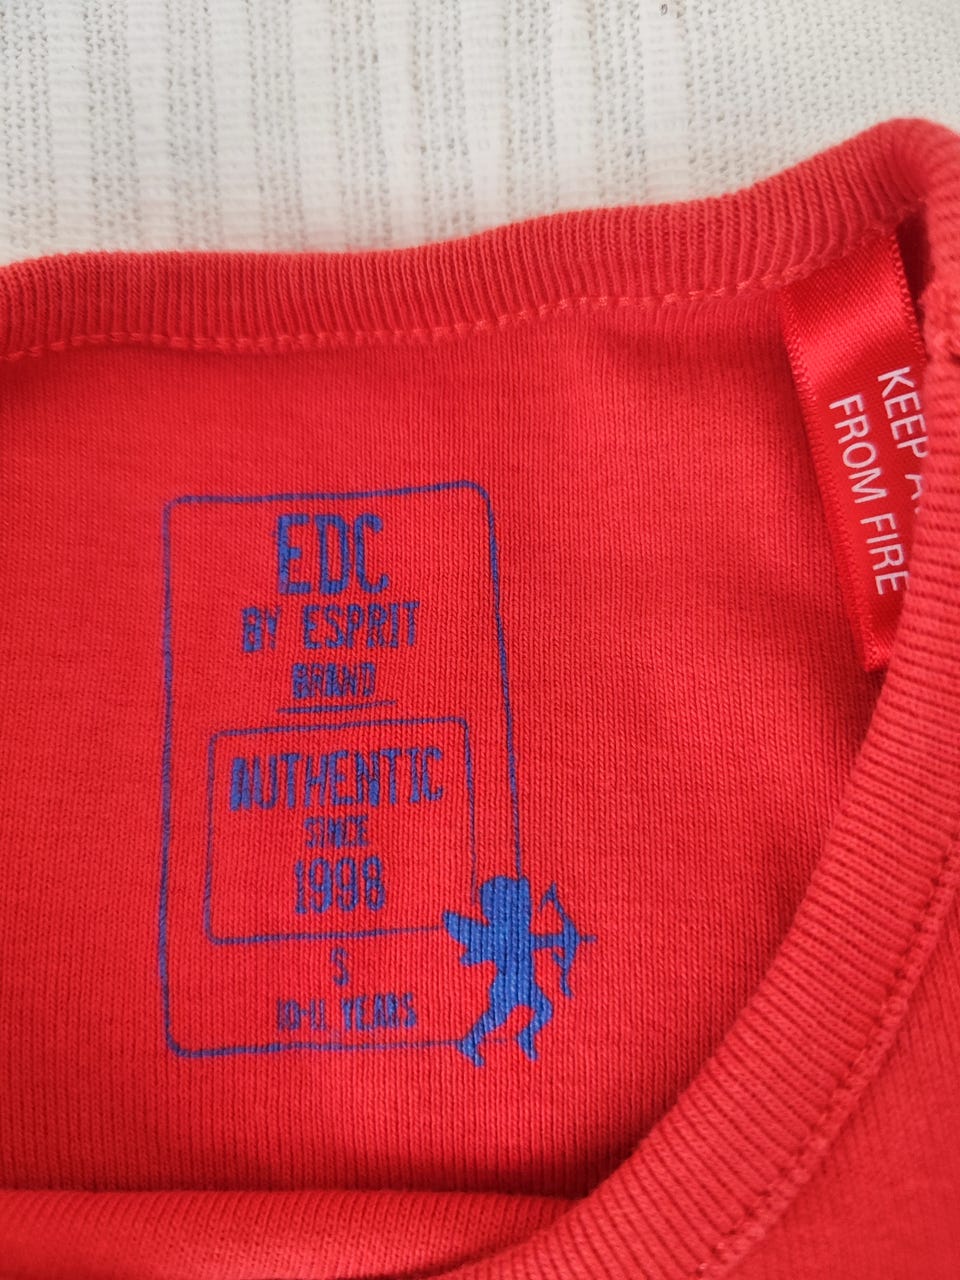 EDC
BY ESPRIT
BRAND
AUTHENTIC
SINCE
1998
S
10-11 YEARS
KEEP
FROM FIRE